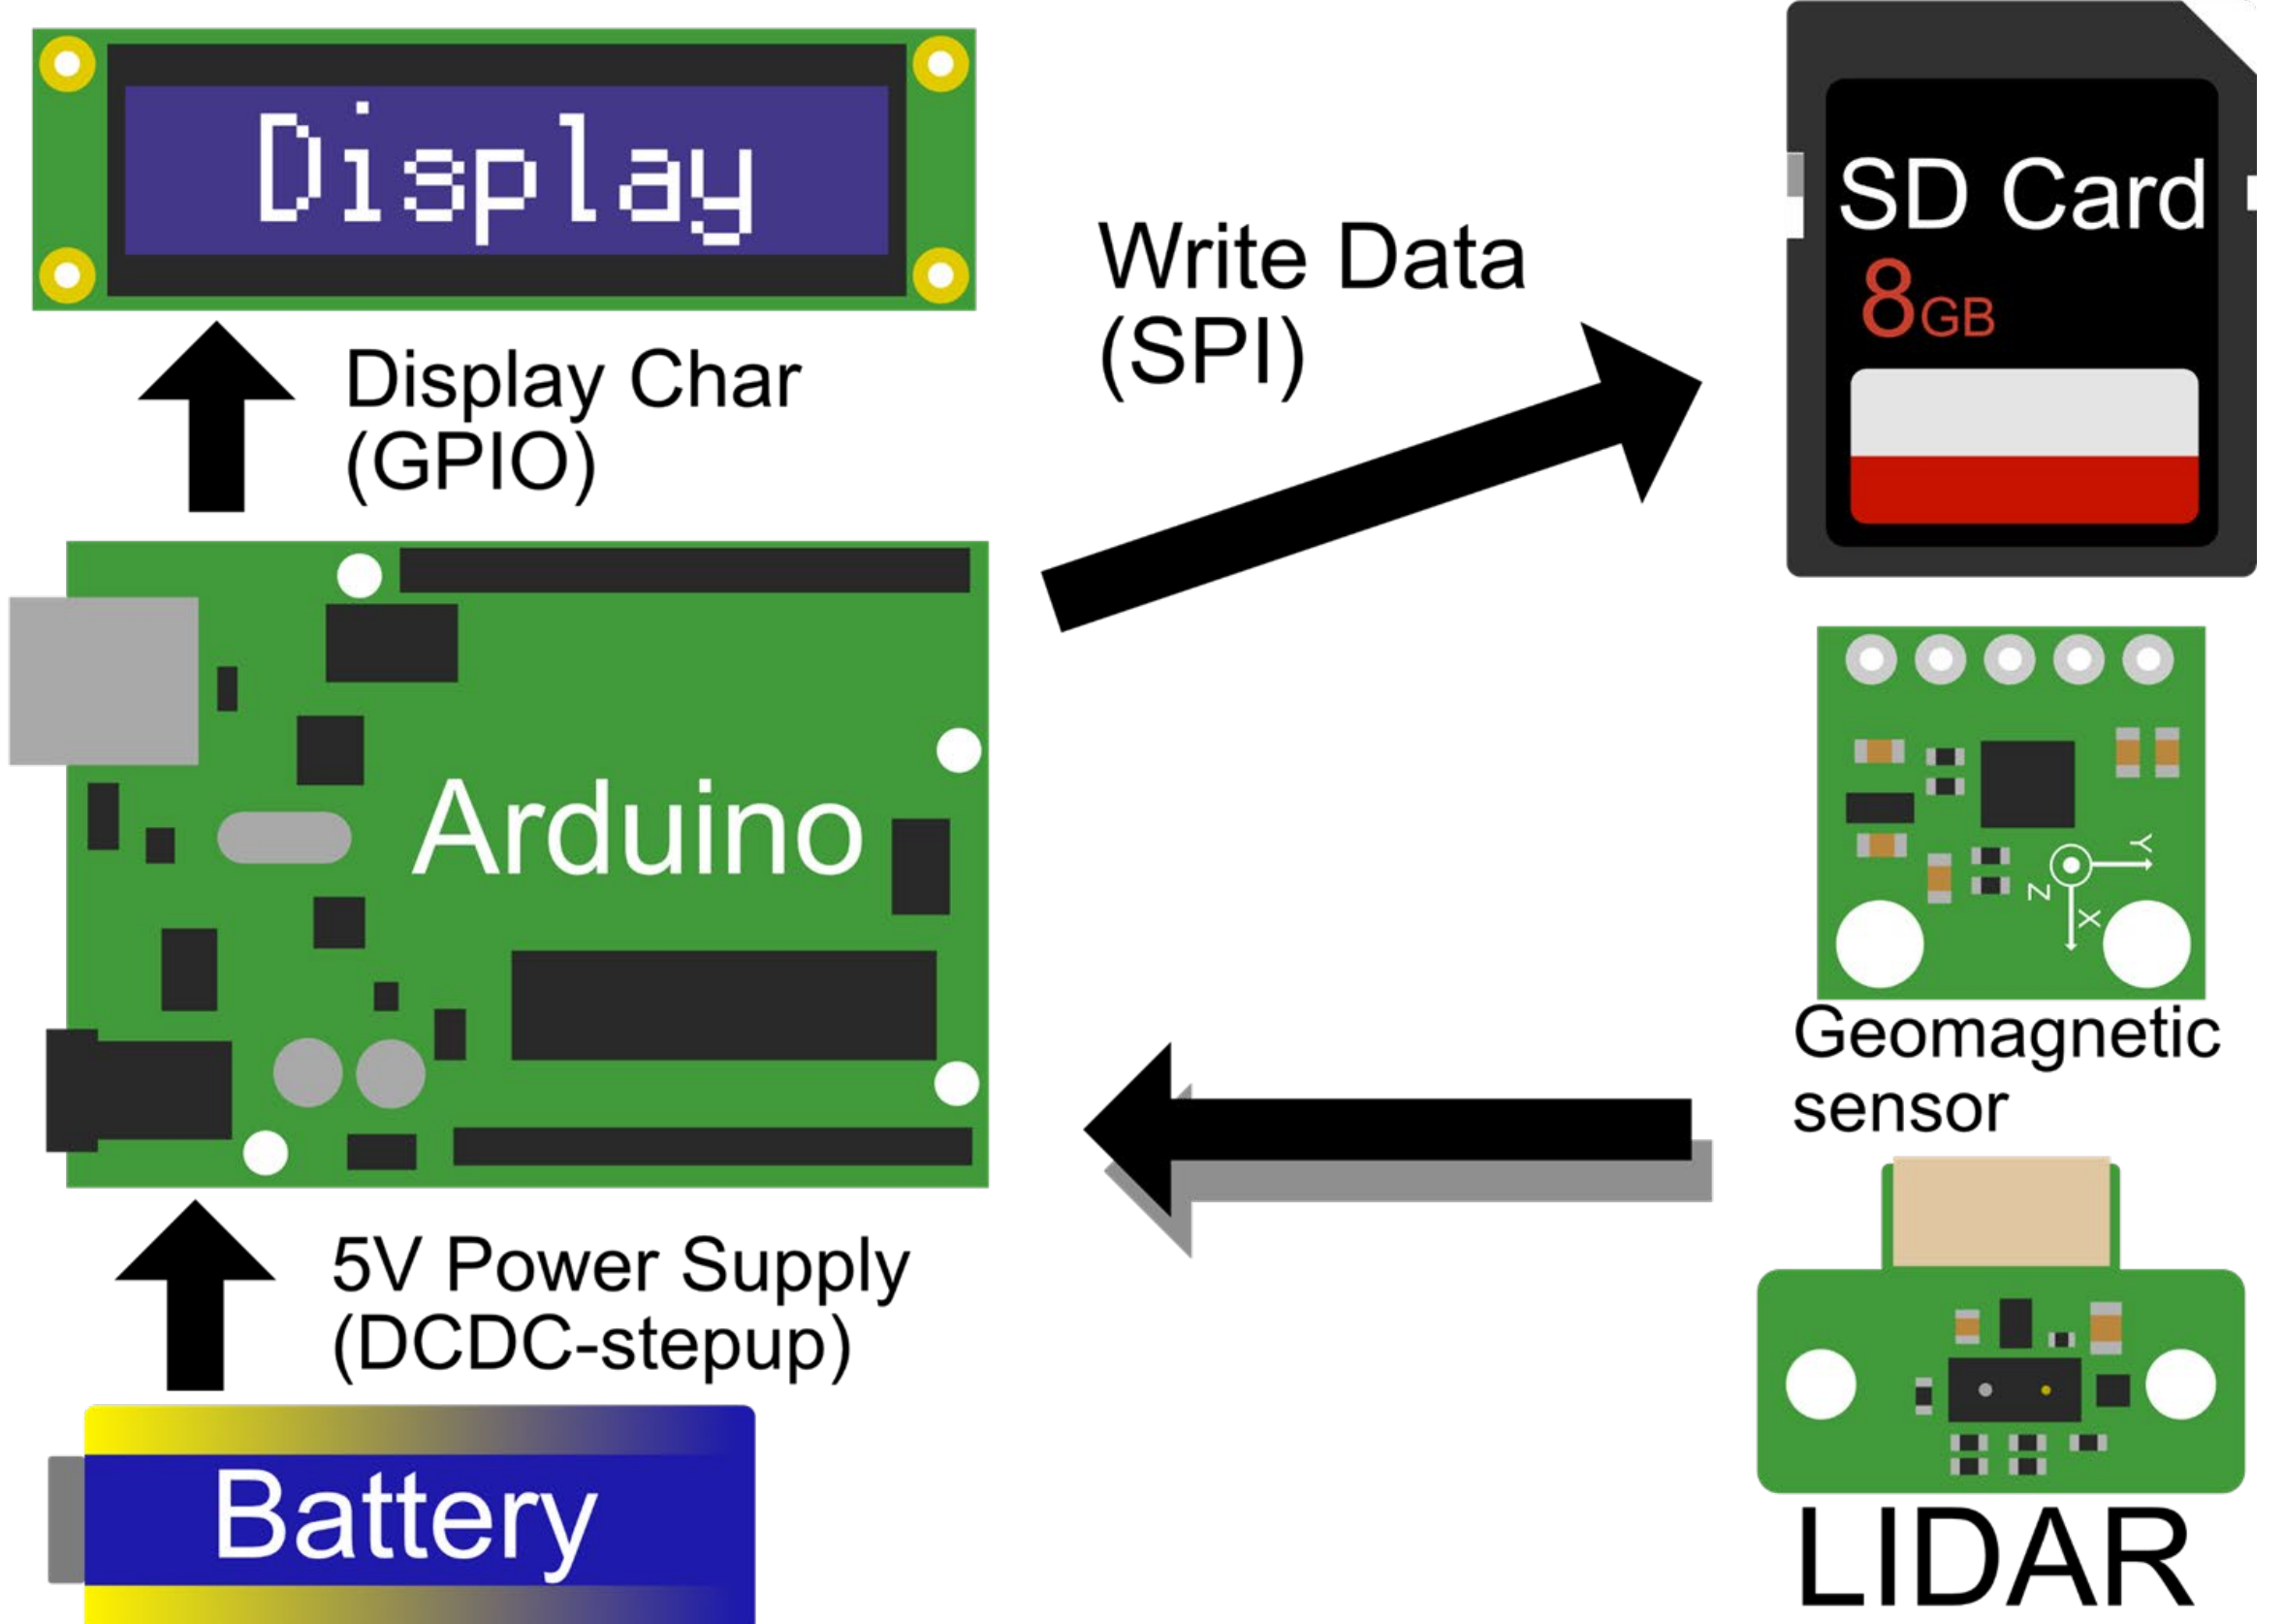 Display
Display Char
(GPIO)
Write Data
(SPI)
SD Card
8GB
Arduino
Y
Z
X
Geomagnetic
sensor
5V Power Supply
(DCDC-stepup)
Battery
LIDAR